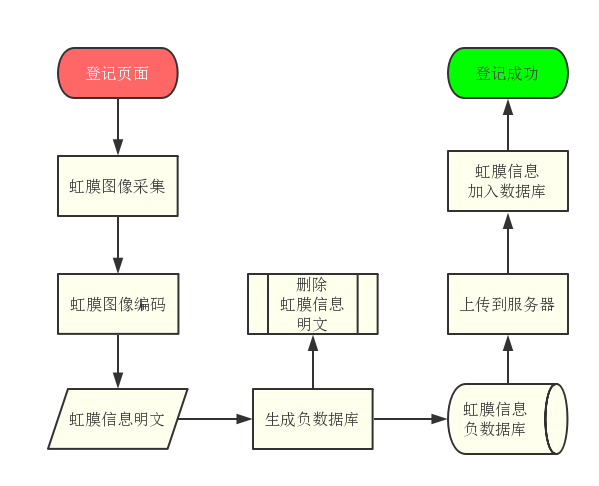 登记页面
虹膜图像采集
虹膜图像编码
虹膜信息明文
生成负数据库
删除
虹膜信息
明文
虹膜信息
负数据库
上传到服务器
虹膜信息
加入数据库
登记成功